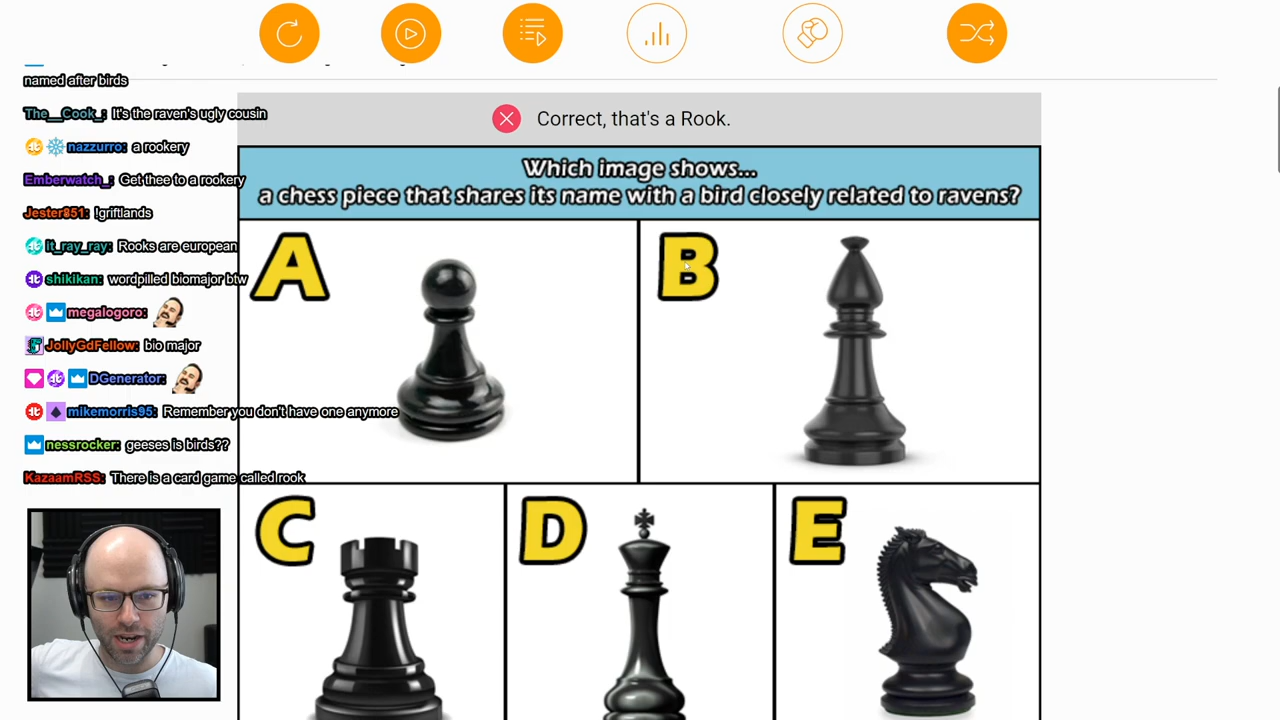 named after birds
The__Cook_: It's the raven's ugly cousin
nazzurro: a rookery
Emberwatch_: Get thee to a rookery
Jester851: !griftlands
it_ray_ray: Rooks are european
shikikan: wordpilled biomajor btw
megalogoro:
JollyGdFellow: bio major
DGenerator:
mikemorris95: Remember you don't have one anymore
nessrocker: geeses is birds??
KazaamRSS: There is a card game called rook
Correct, that's a Rook.
Which image shows...
a chess piece that shares its name with a bird closely related to ravens?
A
B
C
D
E